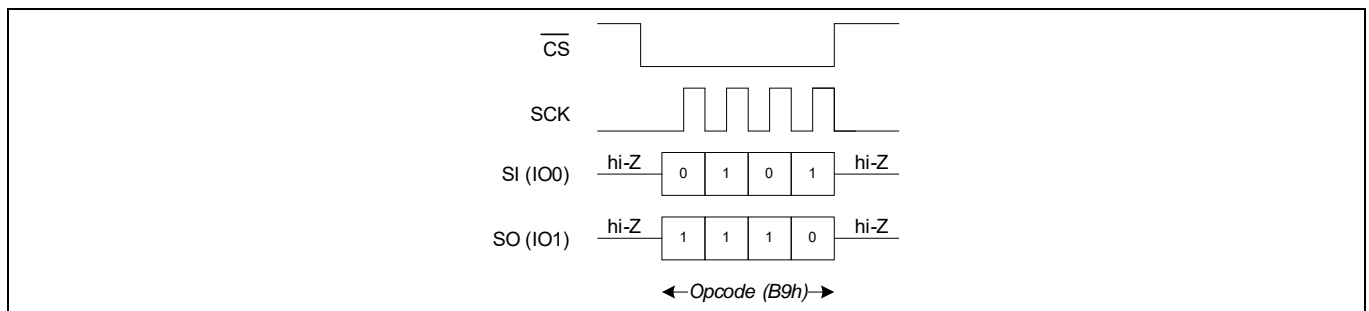 CS
SCK
SI (IO0) hi-Z 0 1 0 1 hi-Z
SO (IO1) hi-Z 1 1 1 0 hi-Z
Opcode (B9h)